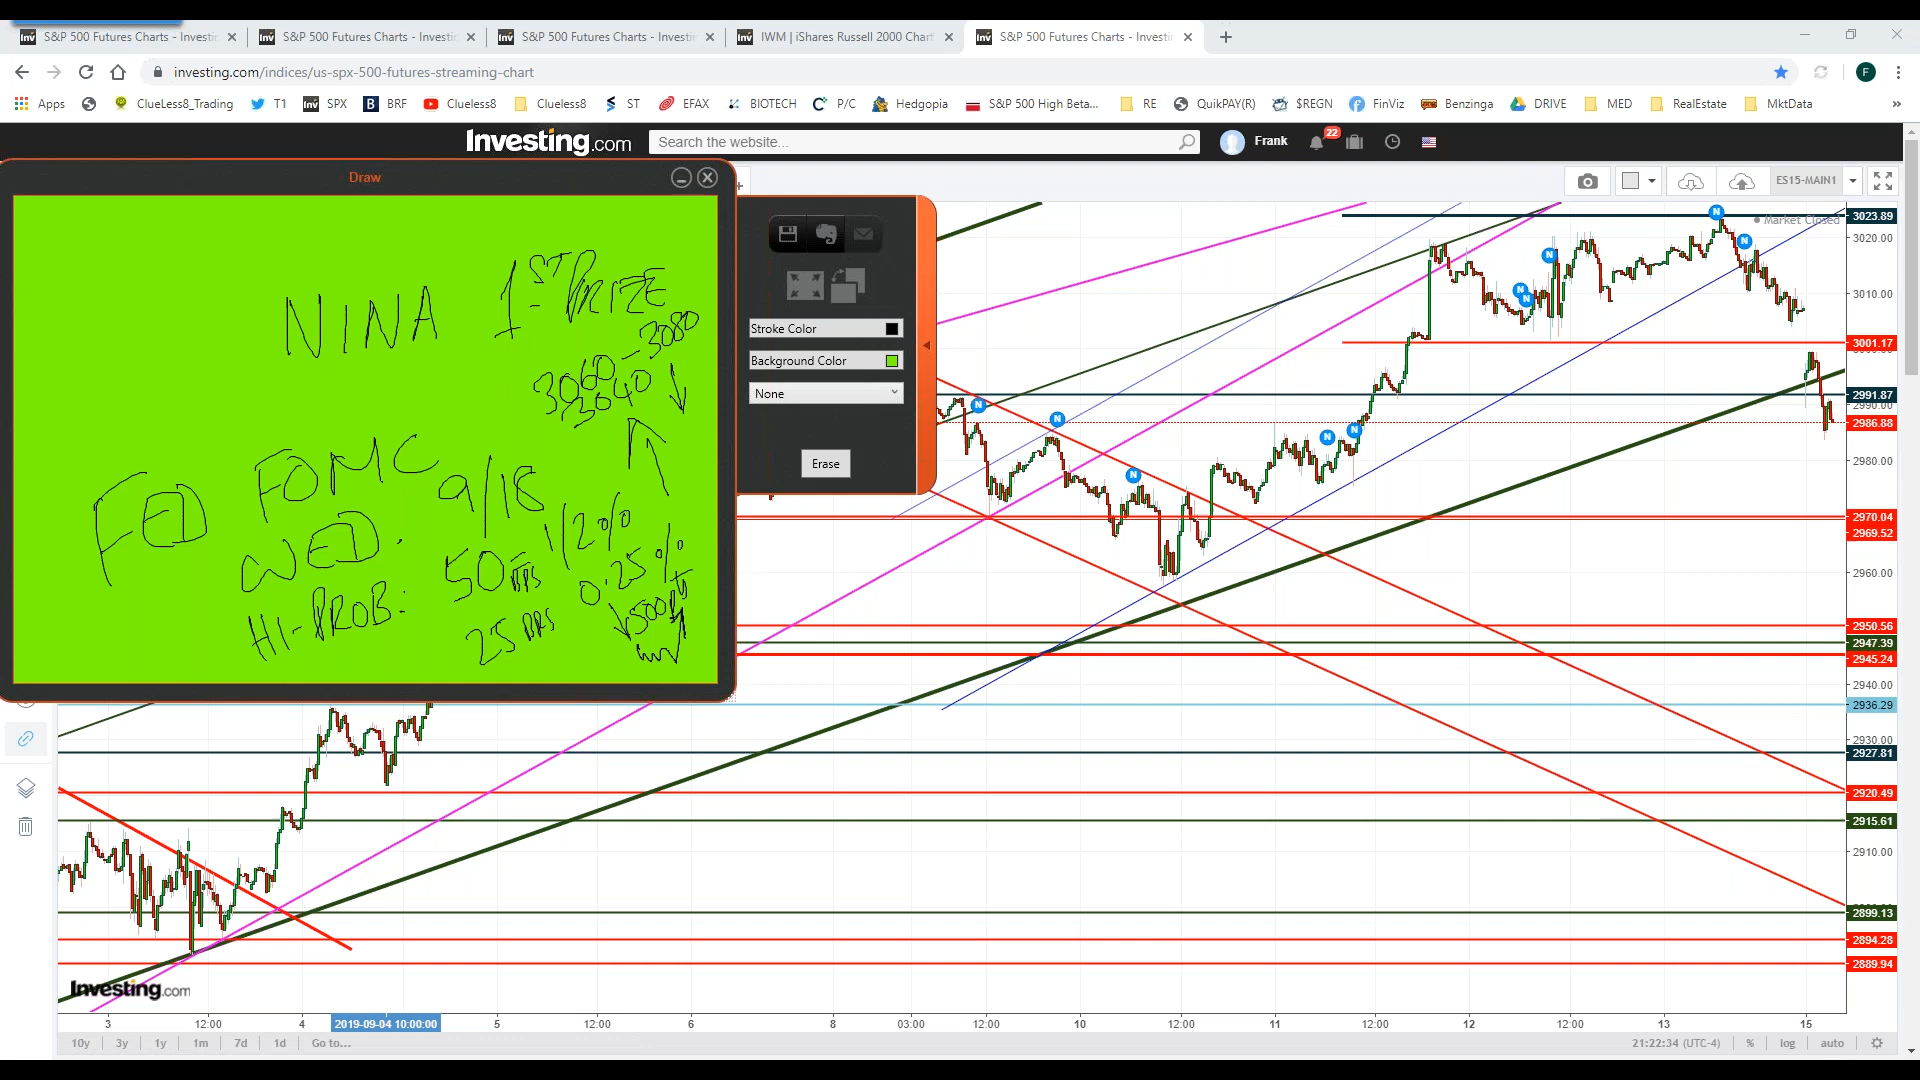 S&P 500 Futures Charts - Investi
S&P 500 Futures Charts - Investi
S&P 500 Futures Charts - Investi
IWM | iShares Russell 2000 Chart
S&P 500 Futures Charts - Investi
investing.com/indices/us-spx-500-futures-streaming-chart
F
Apps
ClueLess8_Trading
T1
SPX
BRF
Clueless8
Clueless8
ST
EFAX
BIOTECH
P/C
Hedgopia
S&P 500 High Beta...
RE
QuikPAY(R)
$REGN
FinViz
Benzinga
DRIVE
MED
RealEstate
MktData
»
Investing.com
Search the website...
Frank
22
Draw
ES15-MAIN1
Stroke Color
Background Color
None
Erase
NINA 1ST PRIZE
3060-3080
3040
FED FOMC 9/18
WED.
HI-PROB: 50 BPS 1/2%
25 BPS 0.25%
Market Closed
3023.89
3020.00
3010.00
3001.17
2991.87
2990.00
2986.88
2980.00
2970.04
2969.52
2960.00
2950.56
2947.39
2945.24
2940.00
2936.29
2930.00
2927.81
2920.49
2915.61
2910.00
2899.13
2894.28
2889.94
Investing.com
3 12:00 4 2019-09-04 10:00:00 5 12:00 6 8 03:00 12:00 10 12:00 11 12:00 12 12:00 13 15
10y 3y 1y 1m 7d 1d Go to... 21:22:34 (UTC-4) % log auto